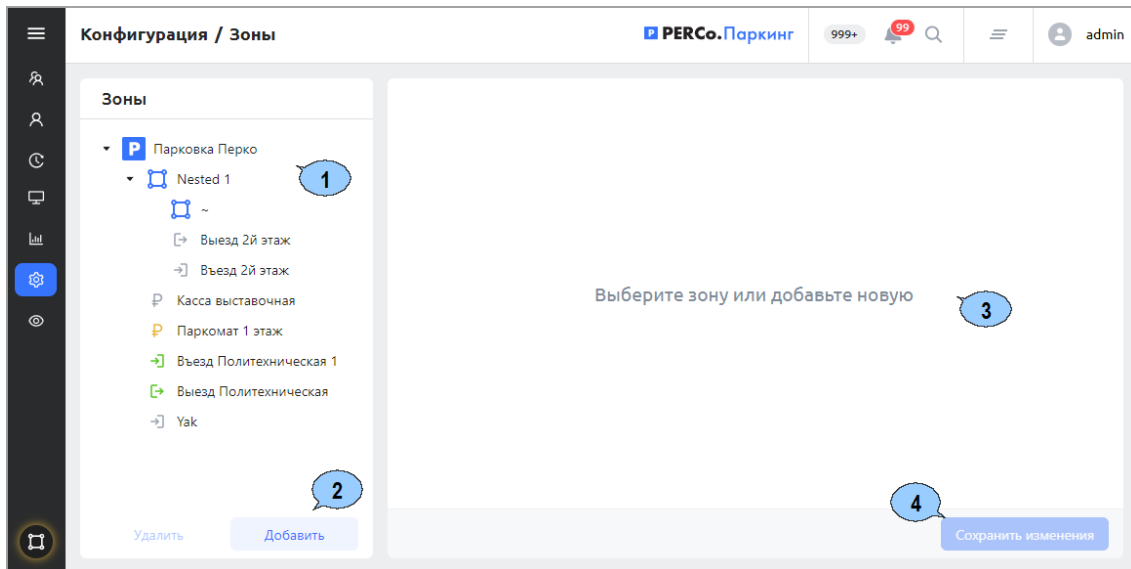 Конфигурация / Зоны
P PERCo.Паркинг
999+
99
admin
Зоны
P Парковка Перко
1
Nested 1
~
Выезд 2й этаж
Въезд 2й этаж
₽ Касса выставочная
Выберите зону или добавьте новую
3
₽ Паркомат 1 этаж
Въезд Политехническая 1
Выезд Политехническая
Yak
2
4
Удалить
Добавить
Сохранить изменения